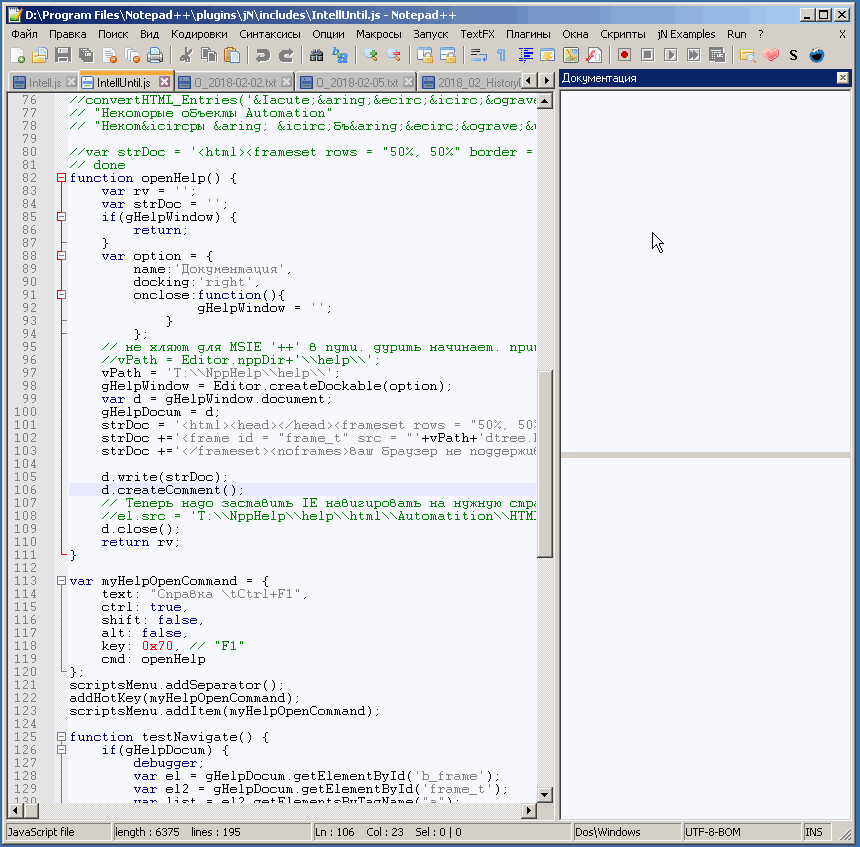 D:\Program Files\Notepad++\plugins\jN\includes\IntellUntil.js - Notepad++
Файл Правка Поиск Вид Кодировки Синтаксисы Опции Макросы Запуск TextFX Плагины Окна Скрипты jN Examples Run ? X
Intell.js IntellUntil.js O_2018-02-02.txt O_2018-02-05.txt 2018_02_History
Документация
76 //convertHTML_Entries('&Iacute;&aring;&ecirc;&icirc;&ograve
77 // "Некоторые объекты Automation"
78 // "Неком&icircры &aring; &icirc;бъ&aring;&ecirc;&ograve;&
79
80 //var strDoc = '<html><frameset rows = "50%, 50%" border =
81 // done
82 function openHelp() {
83 var rv = '';
84 var strDoc = '';
85 if(gHelpWindow) {
86 return;
87 }
88 var option = {
89 name:'Документация',
90 docking:'right',
91 onclose:function(){
92 gHelpWindow = '';
93 }
94 };
95 // не хляют для MSIE '++' в пути. дурить начинает.
96 //vPath = Editor.nppDir+'\\help\\';
97 vPath = 'T:\\NppHelp\\help\\';
98 gHelpWindow = Editor.createDockable(option);
99 var d = gHelpWindow.document;
100 gHelpDocum = d;
101 strDoc = '<html><head></head><frameset rows = "50%, 50%
102 strDoc +='<frame id = "frame_t" src = "'+vPath+'dtree.
103 strDoc +='</frameset><noframes>ваш браузер не поддержив
104
105 d.write(strDoc);
106 d.createComment();
107 // Теперь надо заставить IE навигировать на нужную стра
108 //el.src = 'T:\\NppHelp\\help\\html\\Automatition\\HTM
109 d.close();
110 return rv;
111 }
112
113 var myHelpOpenCommand = {
114 text: "Справка \tCtrl+F1",
115 ctrl: true,
116 shift: false,
117 alt: false,
118 key: 0x70, // "F1"
119 cmd: openHelp
120 };
121 scriptsMenu.addSeparator();
122 addHotKey(myHelpOpenCommand);
123 scriptsMenu.addItem(myHelpOpenCommand);
124
125 function testNavigate() {
126 if(gHelpDocum) {
127 debugger;
128 var el = gHelpDocum.getElementById('b_frame');
129 var el2 = gHelpDocum.getElementById('frame_t');
130 var list = el2.getElementsByTagName("a");
JavaScript file length : 6375 lines : 195 Ln : 106 Col : 23 Sel : 0 | 0 Dos\Windows UTF-8-BOM INS